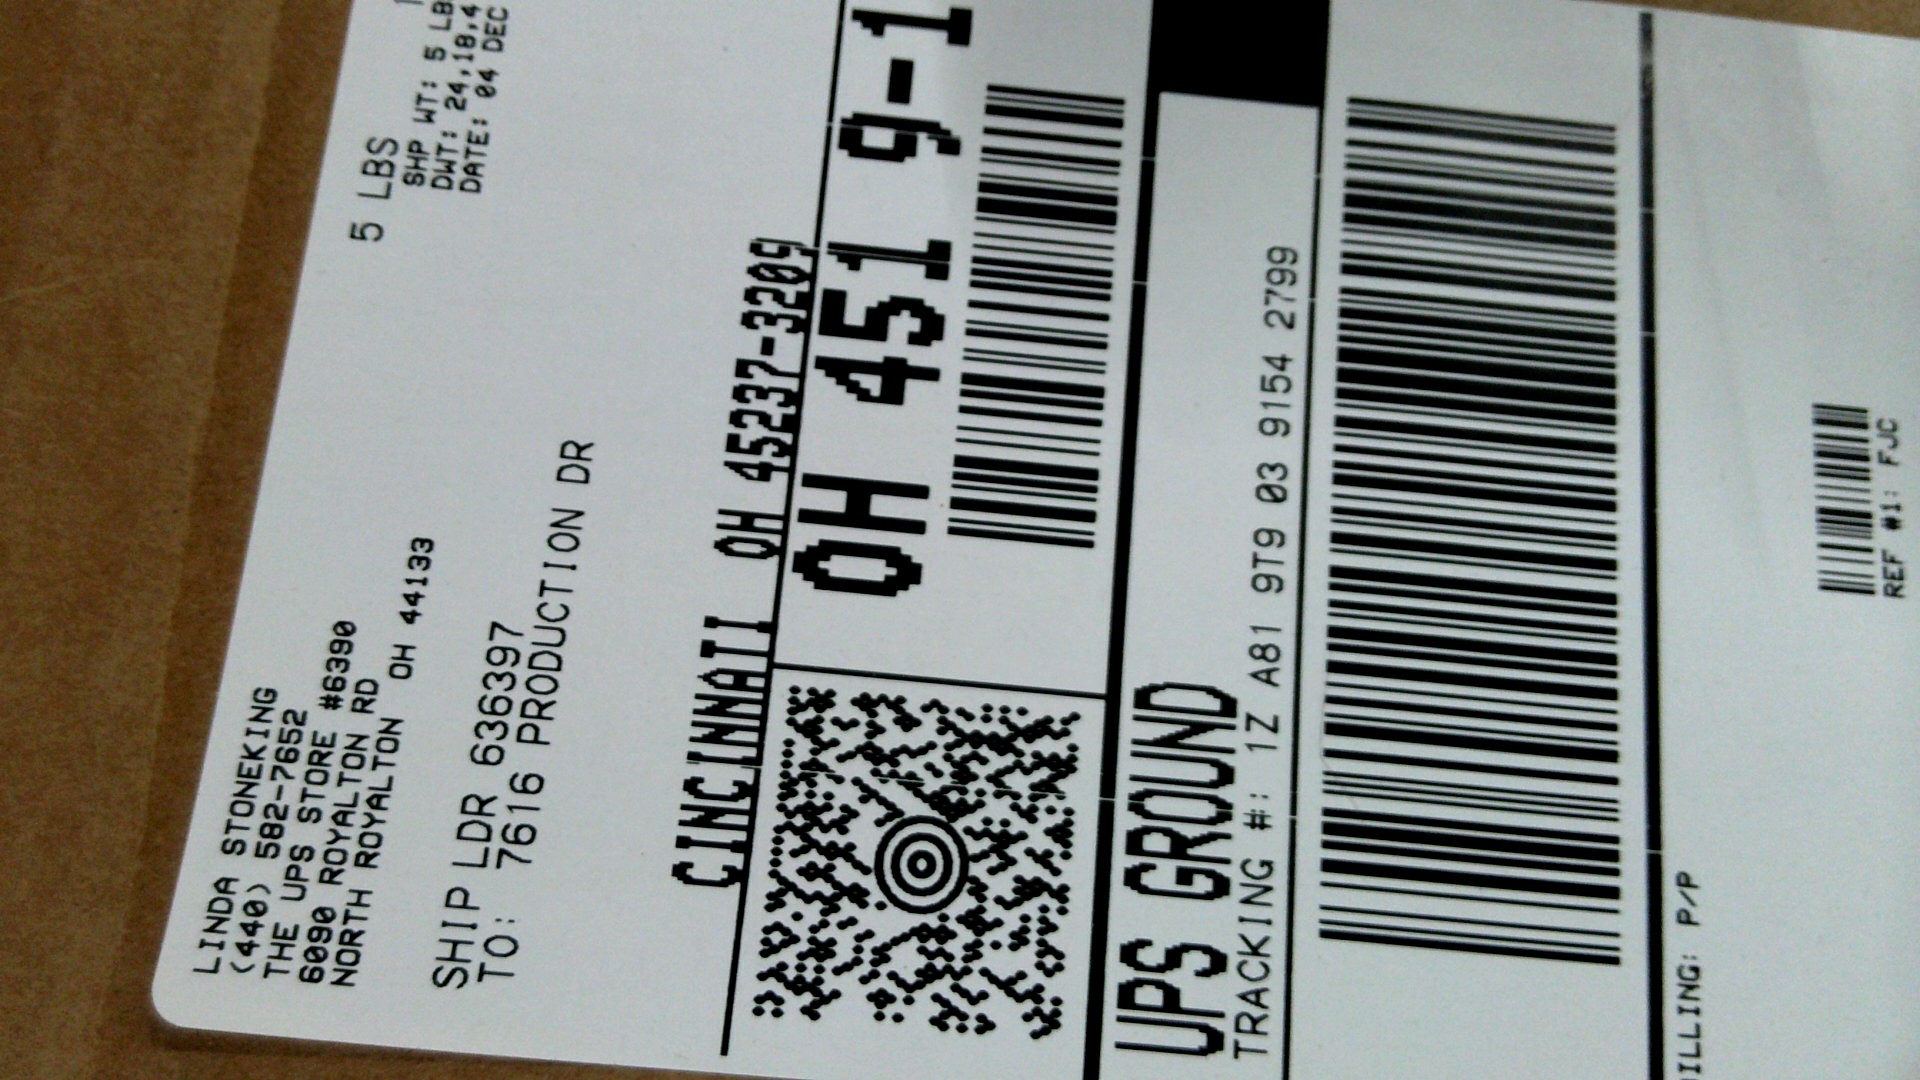 LINDA STONEKING
(440) 582-7652
THE UPS STORE #6390
6090 ROYALTON RD
NORTH ROYALTON OH 44133
5 LBS
SHP WT: 5 LB
DWT: 24,18,4
DATE: 04 DEC
SHIP LDR 636397
TO: 7616 PRODUCTION DR
CINCINNATI OH 45237-3209
OH 451 9-1
UPS GROUND
TRACKING #: 1Z A81 9T9 03 9154 2799
ILLING: P/P
REF #1: FJC